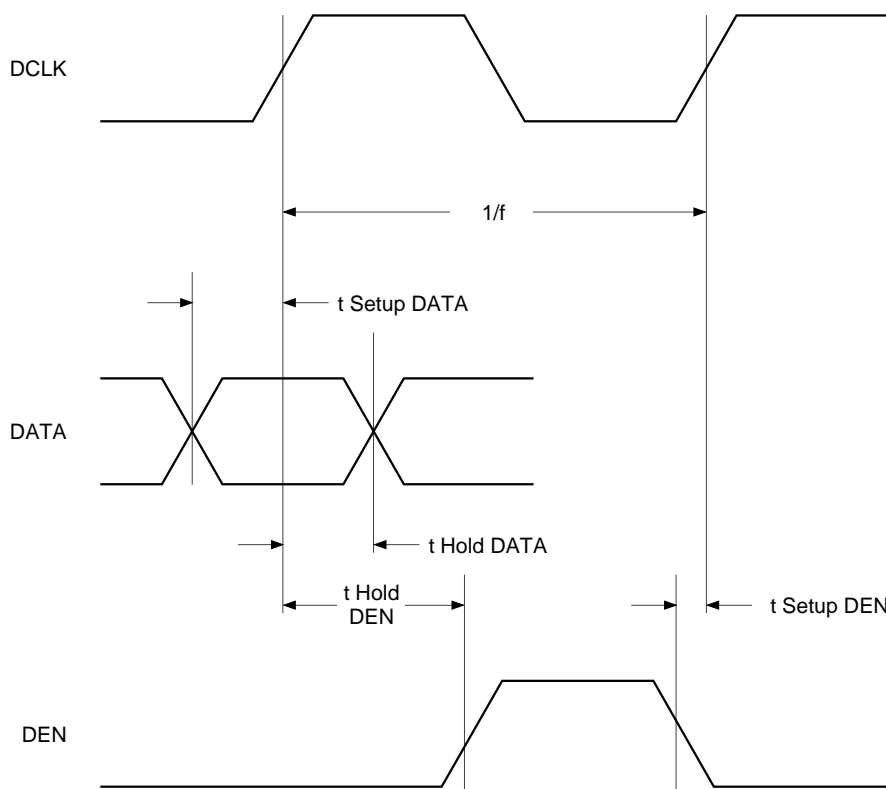 DCLK
1/f
t Setup DATA
DATA
t Hold DATA
t Hold
DEN
t Setup DEN
DEN